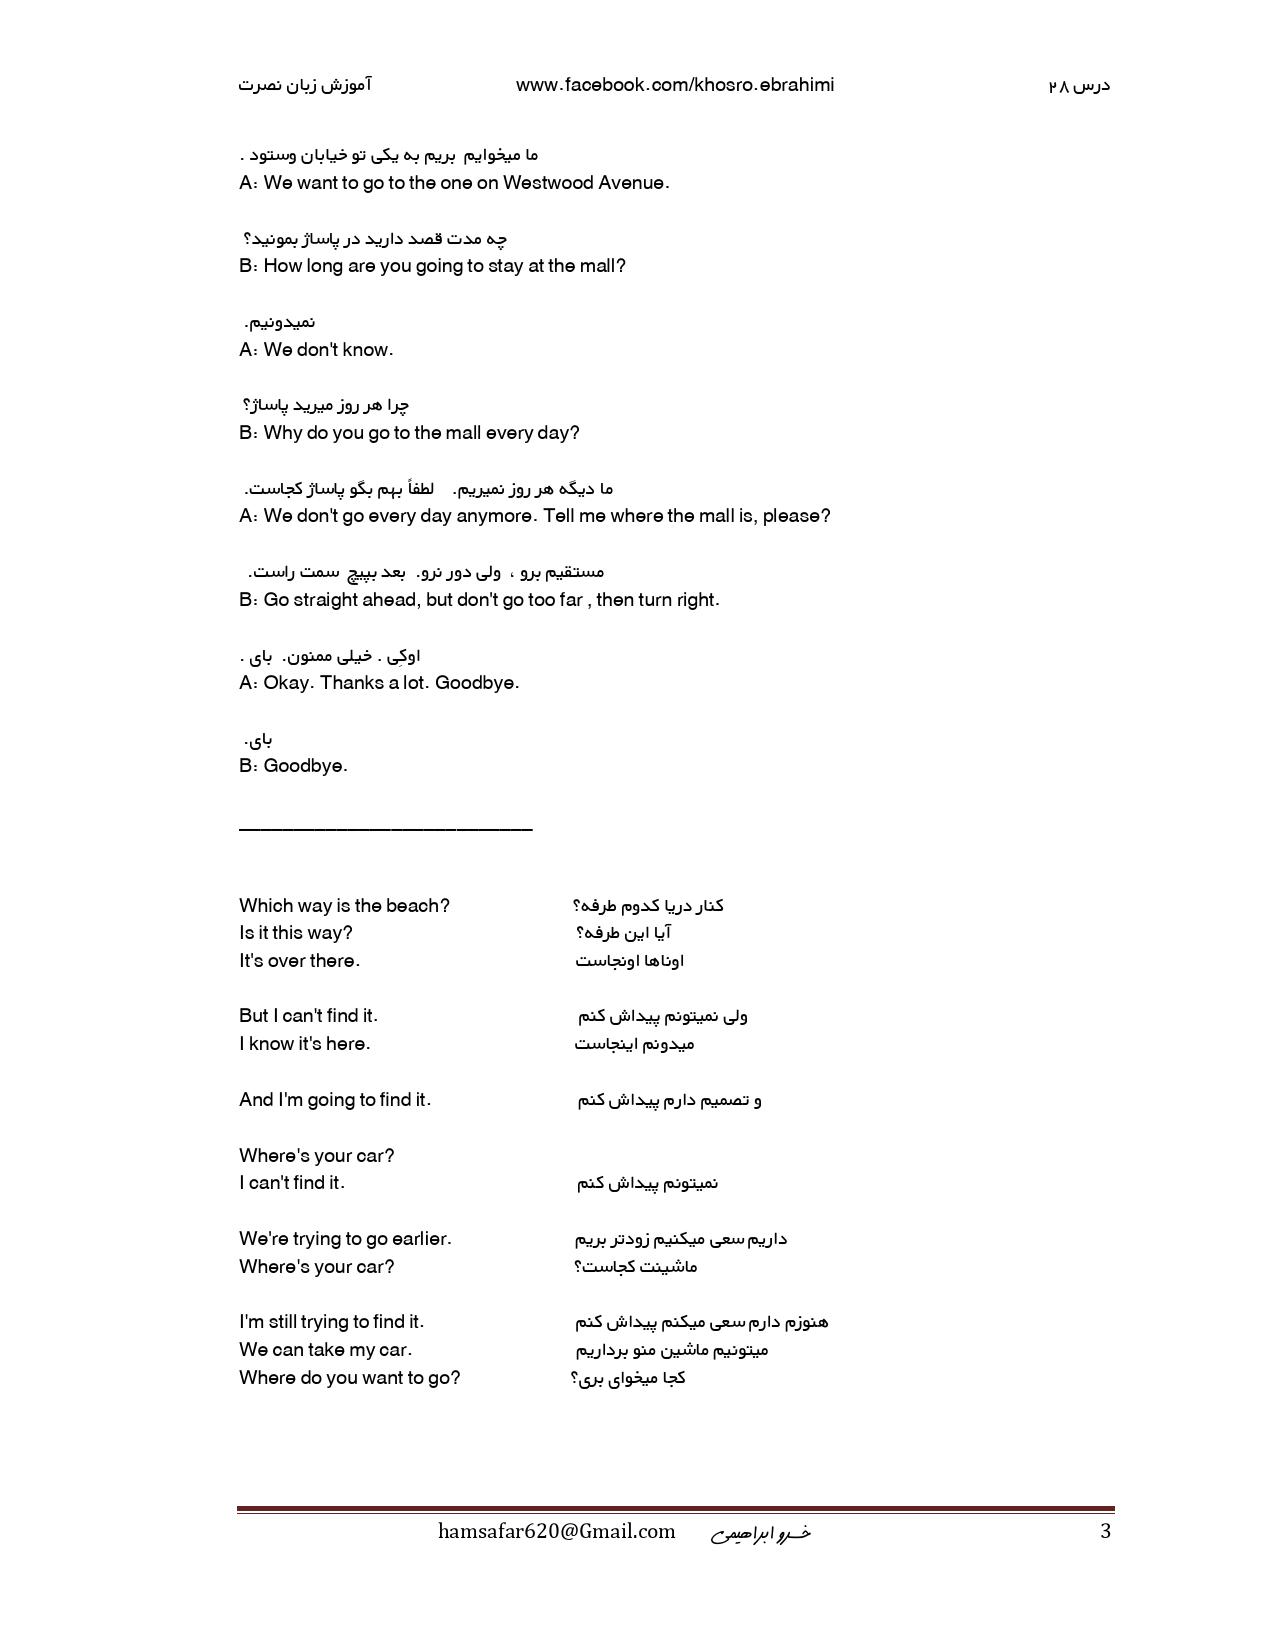 آموزش زبان نصرت www.facebook.com/khosro.ebrahimi درس ۲۸
ما میخوایم بریم به یکی تو خیابان وستود .
A: We want to go to the one on Westwood Avenue.
چه مدت قصد دارید در پاساژ بمونید؟
B: How long are you going to stay at the mall?
نمیدونیم.
A: We don't know.
چرا هر روز میرید پاساژ؟
B: Why do you go to the mall every day?
ما دیگه هر روز نمیریم. لطفاً بهم بگو پاساژ کجاست.
A: We don't go every day anymore. Tell me where the mall is, please?
مستقیم برو ، ولی دور نرو. بعد بپیچ سمت راست.
B: Go straight ahead, but don't go too far , then turn right.
اوکِی . خیلی ممنون. بای .
A: Okay. Thanks a lot. Goodbye.
بای.
B: Goodbye.
Which way is the beach? کنار دریا کدوم طرفه؟
Is it this way? آیا این طرفه؟
It's over there. اوناها اونجاست
But I can't find it. ولی نمیتونم پیداش کنم
I know it's here. میدونم اینجاست
And I'm going to find it. و تصمیم دارم پیداش کنم
Where's your car?
I can't find it. نمیتونم پیداش کنم
We're trying to go earlier. داریم سعی میکنیم زودتر بریم
Where's your car? ماشینت کجاست؟
I'm still trying to find it. هنوزم دارم سعی میکنم پیداش کنم
We can take my car. میتونیم ماشین منو برداریم
Where do you want to go? کجا میخوای بری؟
hamsafar620@Gmail.com خسرو ابراهیمی 3